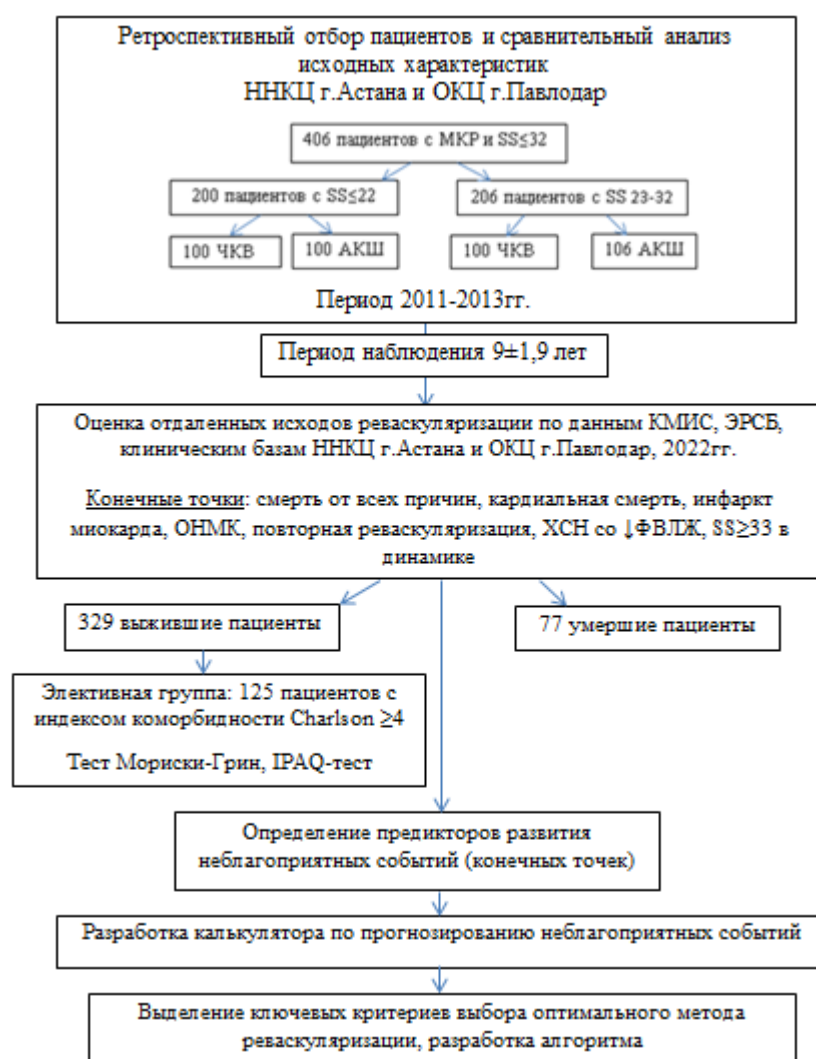 Ретроспективный отбор пациентов и сравнительный анализ
исходных характеристик
ННКЦ г.Астана и ОКЦ г.Павлодар
406 пациентов с МКР и SS≤32
200 пациентов с SS≤22
206 пациентов с SS 23-32
100 ЧКВ
100 АКШ
100 ЧКВ
106 АКШ
Период 2011-2013гг.
Период наблюдения 9±1,9 лет
Оценка отдаленных исходов реваскуляризации по данным КМИС, ЭРСБ,
клиническим базам ННКЦ г.Астана и ОКЦ г.Павлодар, 2022гг.
Конечные точки: смерть от всех причин, кардиальная смерть, инфаркт
миокарда, ОНМК, повторная реваскуляризация, ХСН со ↓ФВЛЖ, SS≥33 в
динамике
329 выжившие пациенты
77 умершие пациенты
Элективная группа: 125 пациентов с
индексом коморбидности Charlson ≥4
Тест Мориски-Грин, IPAQ-тест
Определение предикторов развития
неблагоприятных событий (конечных точек)
Разработка калькулятора по прогнозированию неблагоприятных событий
Выделение ключевых критериев выбора оптимального метода
реваскуляризации, разработка алгоритма